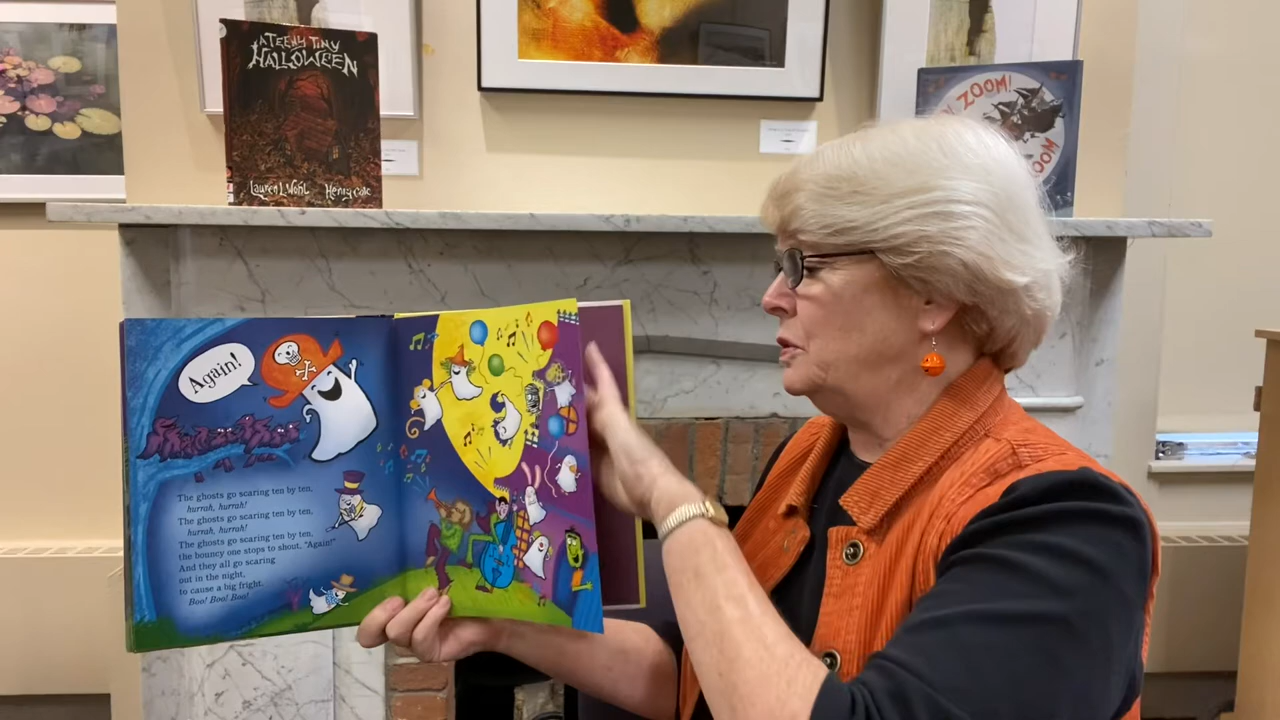 A TEENY TINY
HALLOWEEN
Lauren L. Wohl
Henry Cole
ZOOM!
ZOOM
Again!
The ghosts go scaring ten by ten,
hurrah, hurrah!
The ghosts go scaring ten by ten,
hurrah, hurrah!
The ghosts go scaring ten by ten,
the bouncy one stops to shout, "Again!"
And they all go scaring
out in the night,
to cause a big fright.
Boo! Boo! Boo!